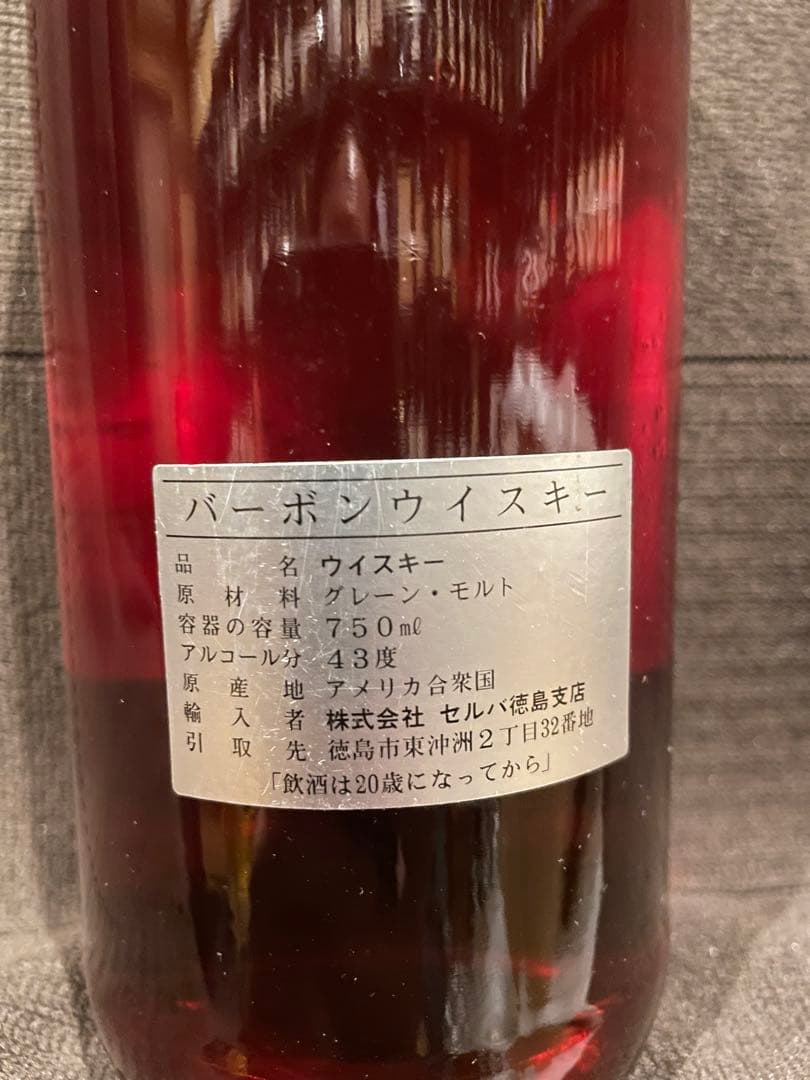 バーボンウイスキー
品名 ウイスキー
原材料 グレーン・モルト
容器の容量 750㎖
アルコール分 43度
原産地 アメリカ合衆国
輸入者 株式会社 セルバ徳島支店
引取先 徳島市東沖洲2丁目32番地
「飲酒は20歳になってから」